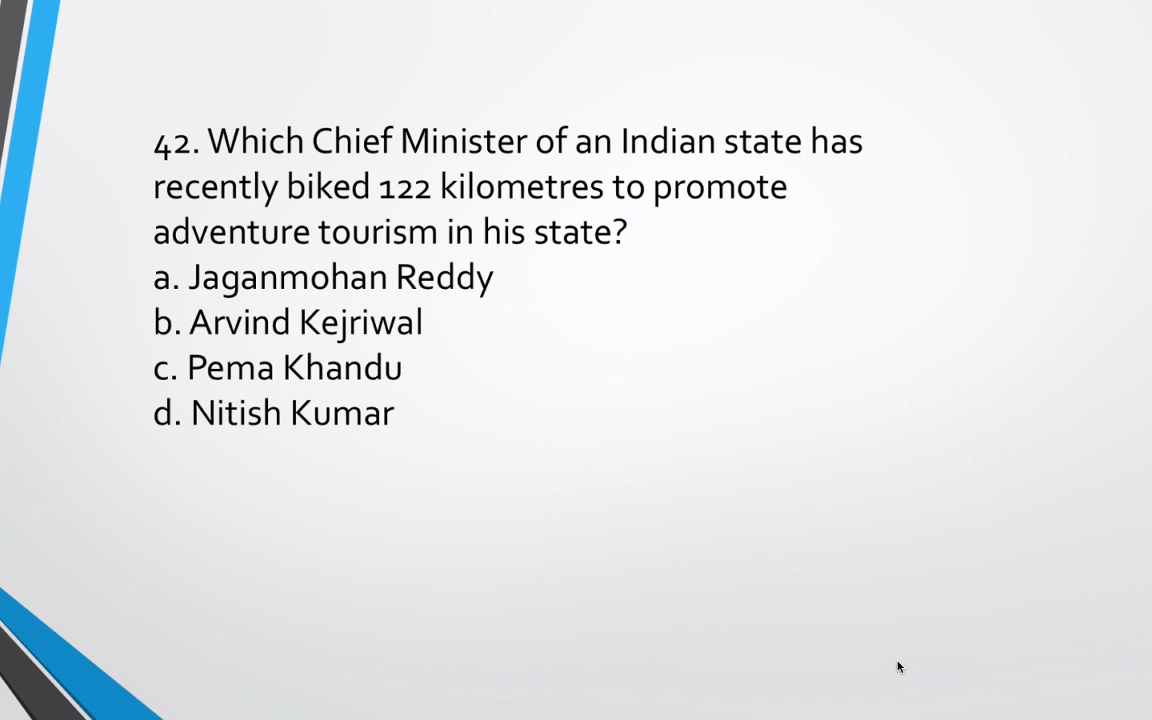 42. Which Chief Minister of an Indian state has
recently biked 122 kilometres to promote
adventure tourism in his state?
a. Jaganmohan Reddy
b. Arvind Kejriwal
c. Pema Khandu
d. Nitish Kumar